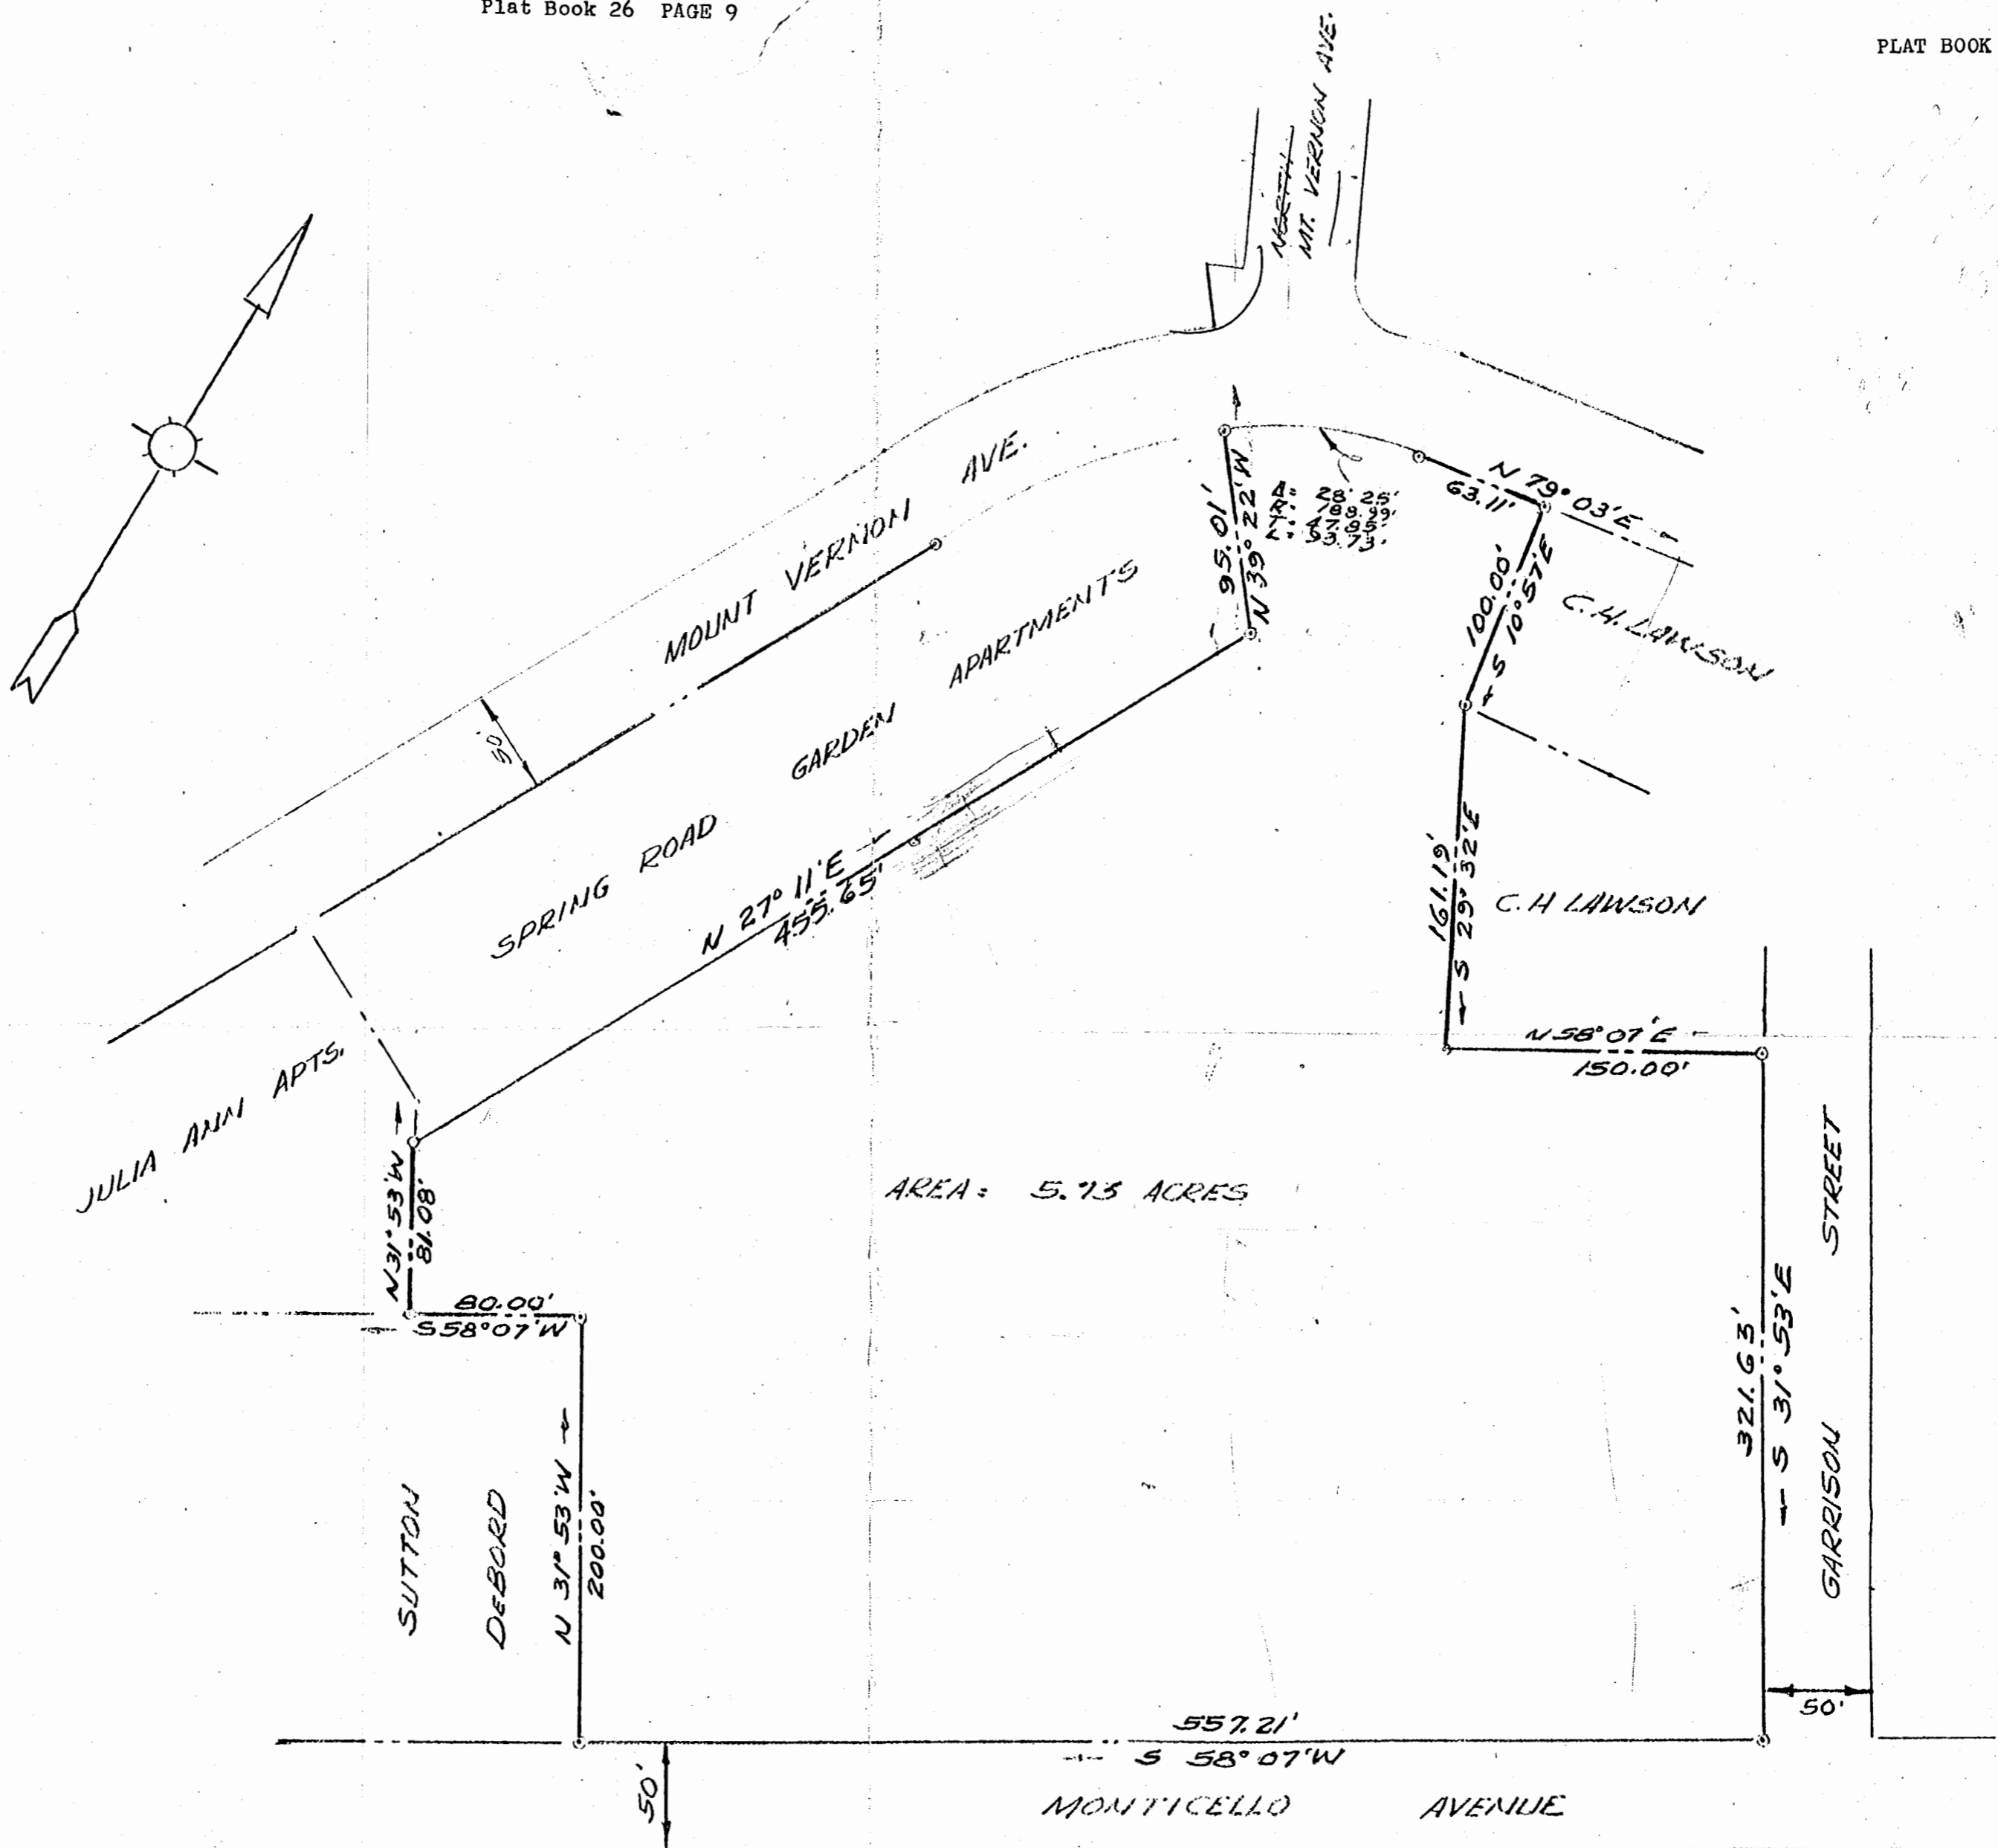 Plat Book 26 PAGE 9
PLAT BOOK
NORTH
MT. VERNON AVE.
MOUNT VERNON AVE.
50'
SPRING ROAD GARDEN APARTMENTS
95.01'
N 39° 22' W
Δ= 28° 25'
R= 188.99'
T= 47.85'
L= 93.73'
N 79° 03' E
63.11'
100.00'
S 10° 57' E
C.H. LAWSON
N 27° 11' E
455.65'
161.19'
S 29° 32' E
C.H LAWSON
N 58° 07' E
150.00'
JULIA ANN APTS.
N 31° 53' W
81.08'
AREA: 5.73 ACRES
80.00'
S 58° 07' W
SUTTON
DEBORD
N 31° 53' W
200.00'
321.63'
S 31° 53' E
GARRISON STREET
50'
557.21'
S 58° 07' W
50'
MONTICELLO AVENUE